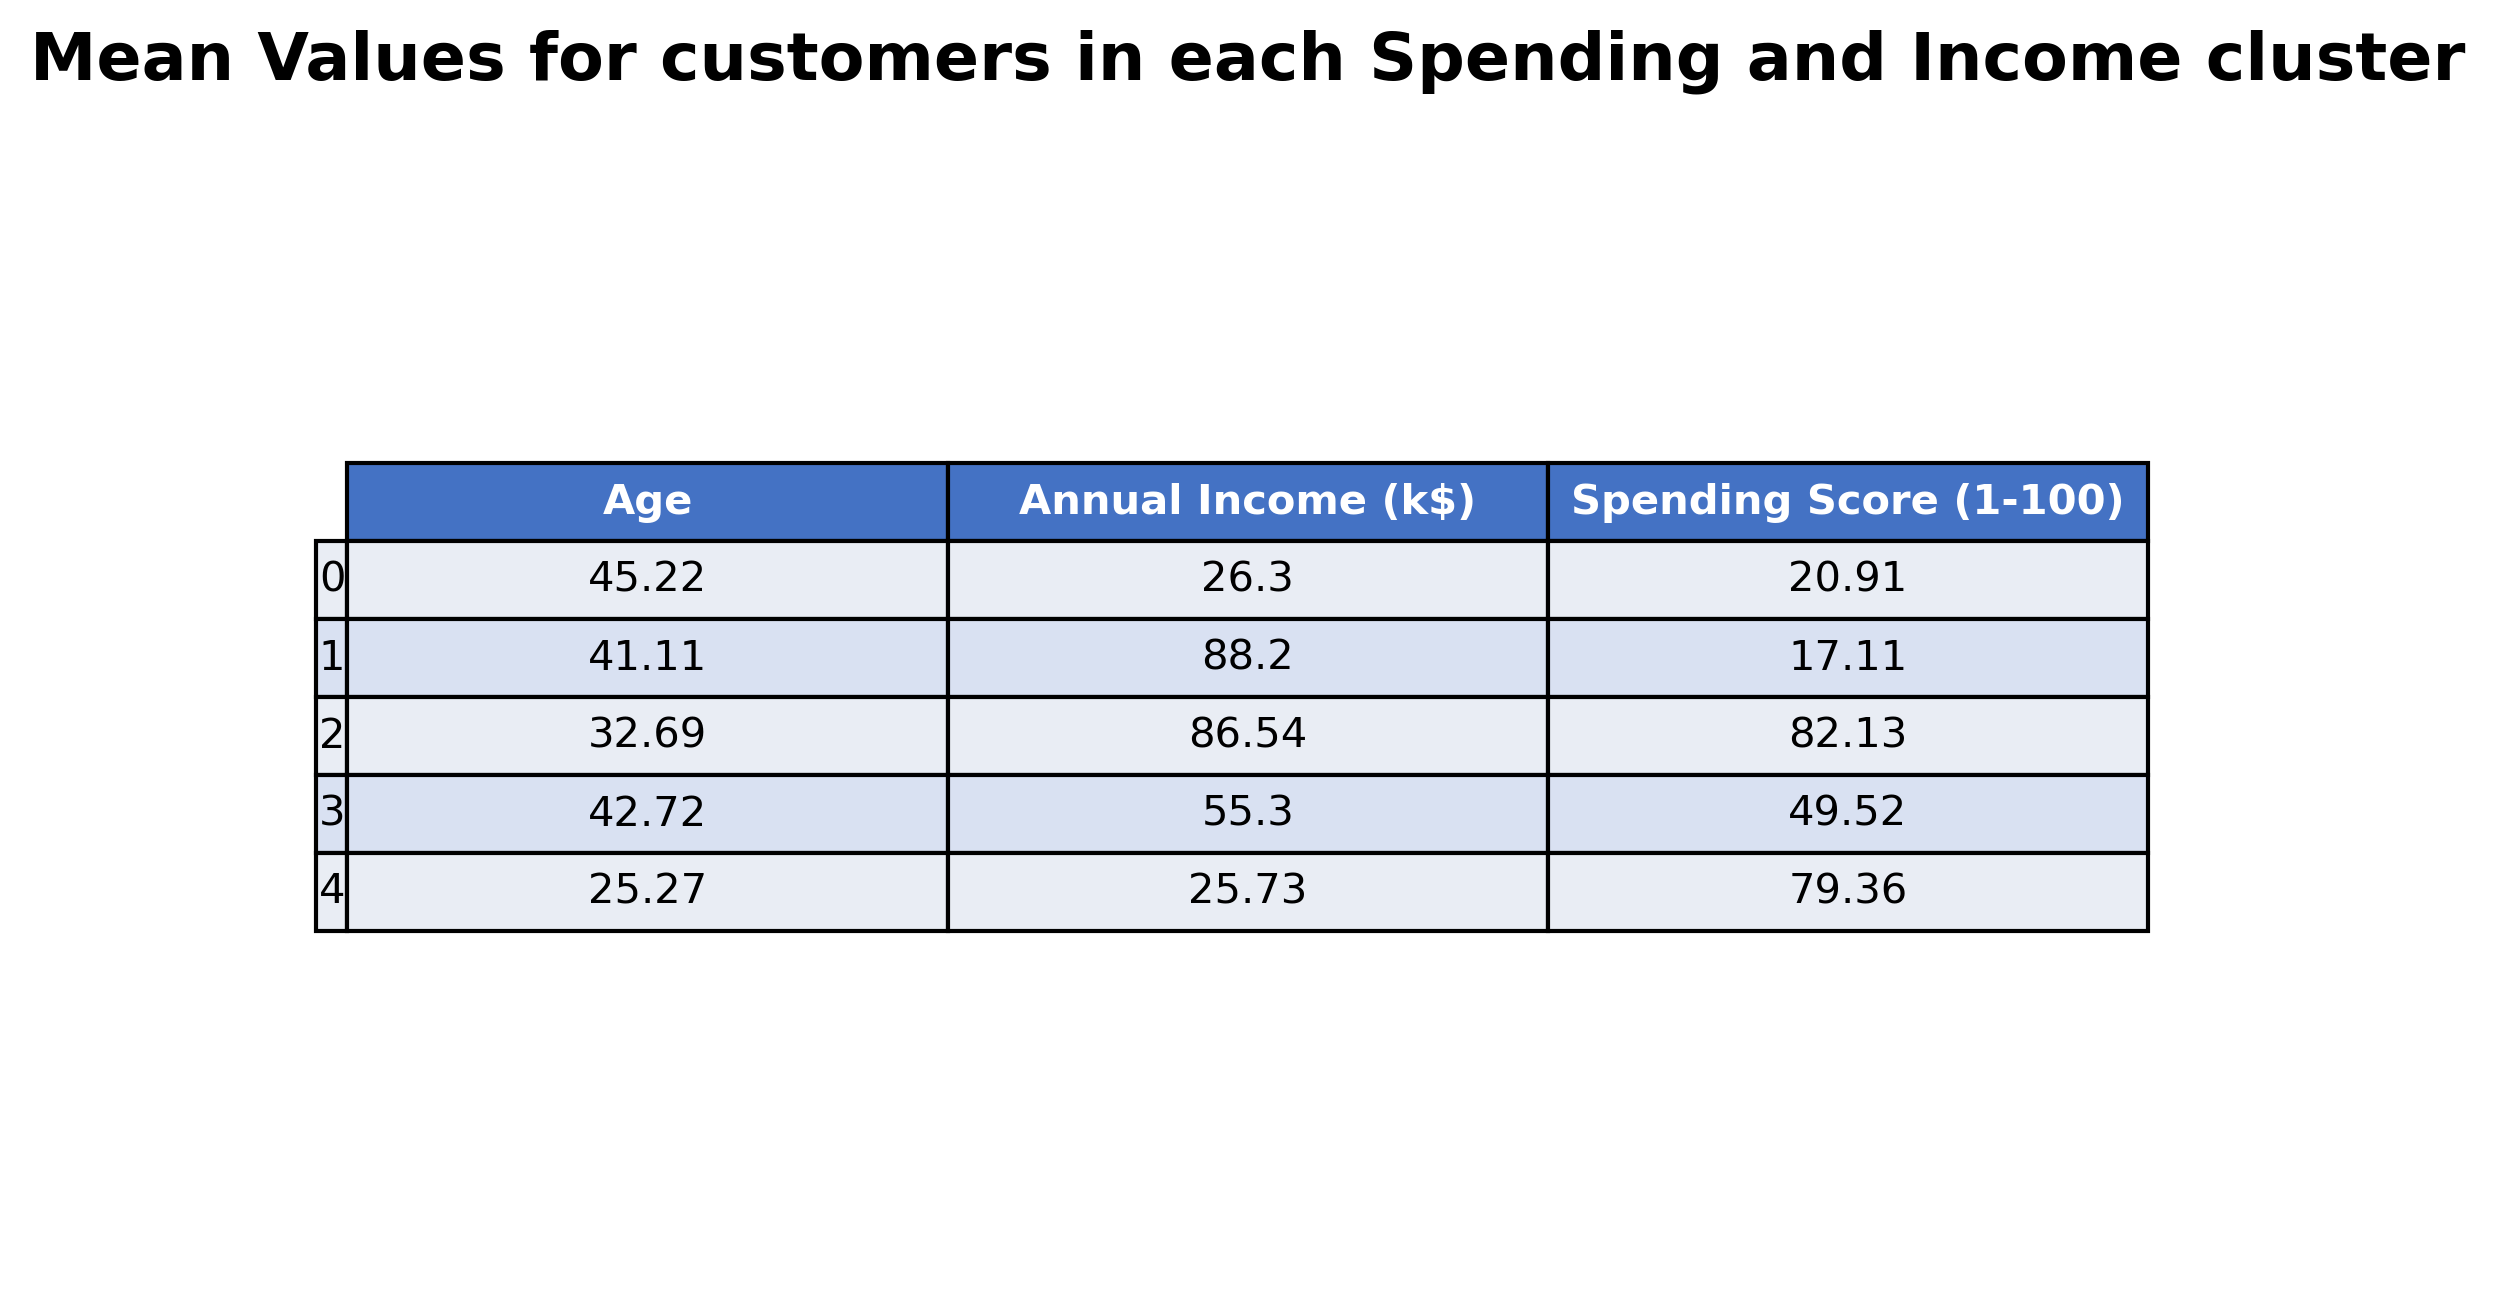 Mean Values for customers in each Spending and Income cluster
Age Annual Income (k$) Spending Score (1-100)
0 45.22 26.3 20.91
1 41.11 88.2 17.11
2 32.69 86.54 82.13
3 42.72 55.3 49.52
4 25.27 25.73 79.36